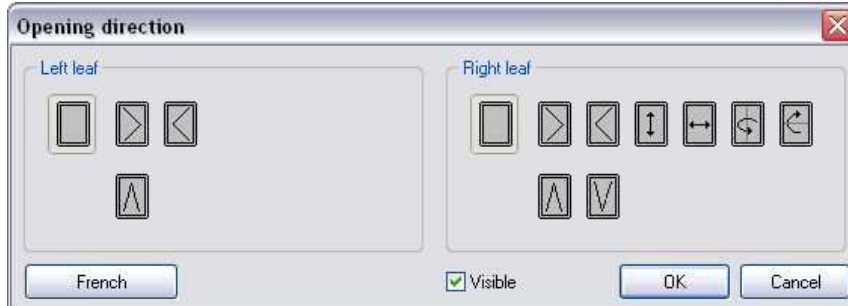 Opening direction
Left leaf
Right leaf
French
Visible
OK
Cancel